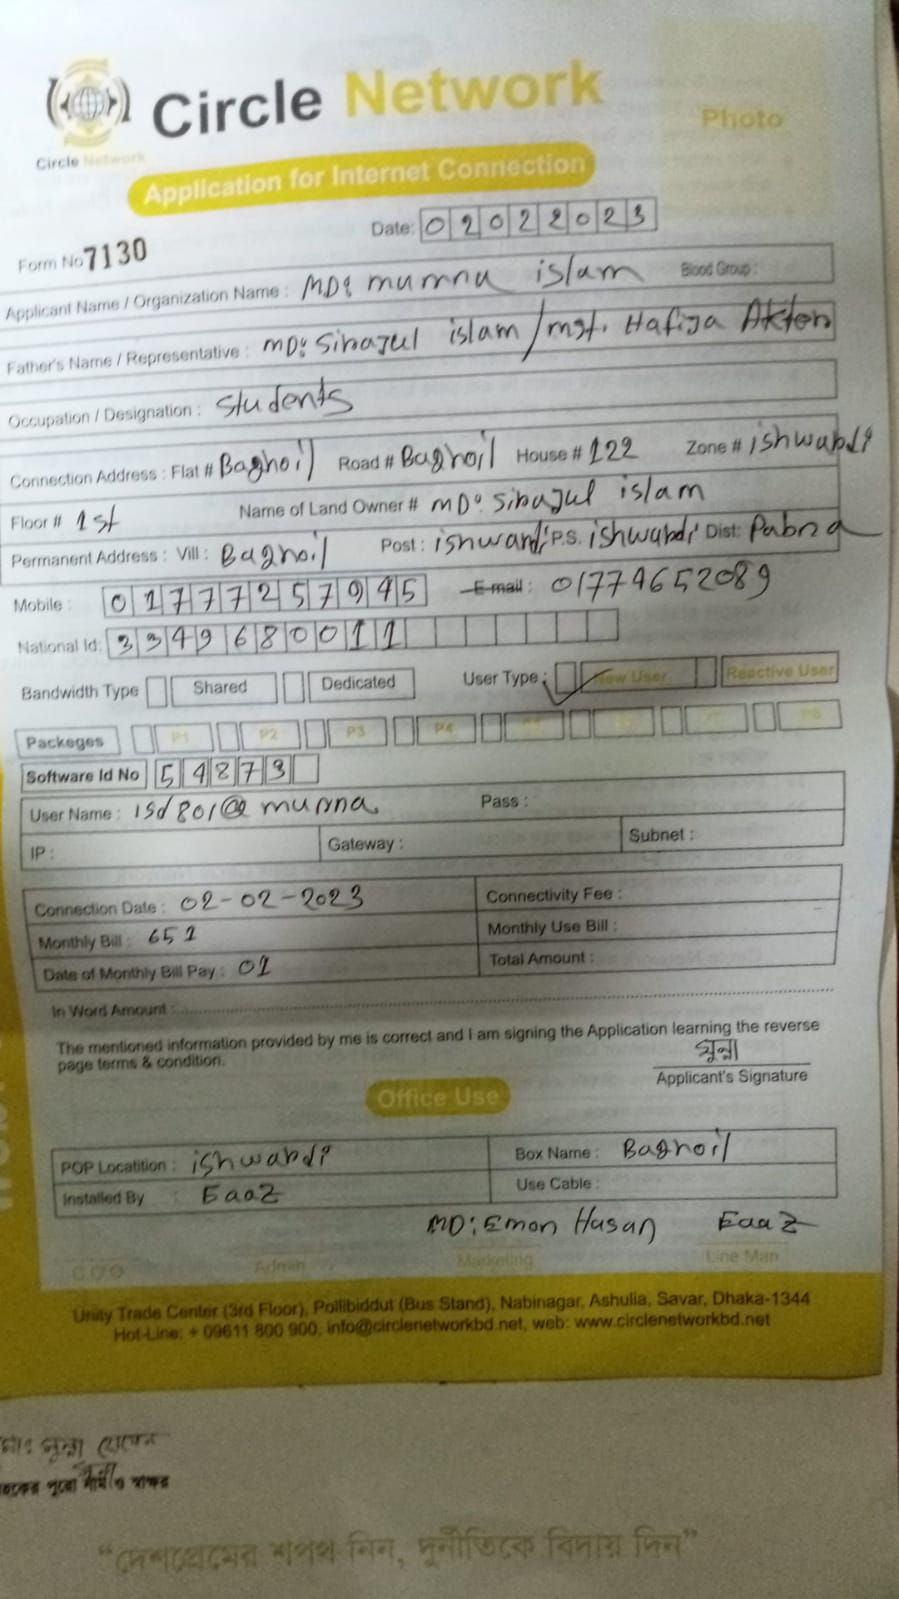 Circle Network
Circle Network
Photo
Application for Internet Connection
Date: 02022023
Form No 7130
Applicant Name / Organization Name : MD: munna islam Blood Group :
Father's Name / Representative : MD: Sirajul islam / mst. Hafija Akter
Occupation / Designation : students
Connection Address : Flat # Baghoil Road # Baghoil House # 122 Zone # ishwardi
Floor # 1st Name of Land Owner # MD: Sirajul islam
Permanent Address : Vill : Baghoil Post : ishwardi P.S. ishwardi Dist: Pabna
Mobile : 01777257945 E-mail : 01774652089
National Id: 3349680011
Bandwidth Type Shared Dedicated User Type : New User Reactive User
Packeges P1 P2 P3 P4
Software Id No 54873
User Name : isd801@munna Pass :
IP : Gateway : Subnet :
Connection Date : 02-02-2023 Connectivity Fee :
Monthly Bill : 651 Monthly Use Bill :
Date of Monthly Bill Pay : 01 Total Amount :
In Word Amount :
The mentioned information provided by me is correct and I am signing the Application learning the reverse
page terms & condition.
মুন্না
Applicant's Signature
Office Use
POP Locatition : ishwardi Box Name : Baghoil
Installed By : EaaZ Use Cable :
MD: Emon Hasan EaaZ
C.O.O Admin Marketing Line Man
Unity Trade Center (3rd Floor), Pollibiddut (Bus Stand), Nabinagar, Ashulia, Savar, Dhaka-1344
Hot-Line: + 09611 800 900, info@circlenetworkbd.net, web: www.circlenetworkbd.net
মোঃ মুন্না
পুরো নাম ও স্বাক্ষর
“দেশপ্রেমের শপথ নিন, দুর্নীতিকে বিদায় দিন”